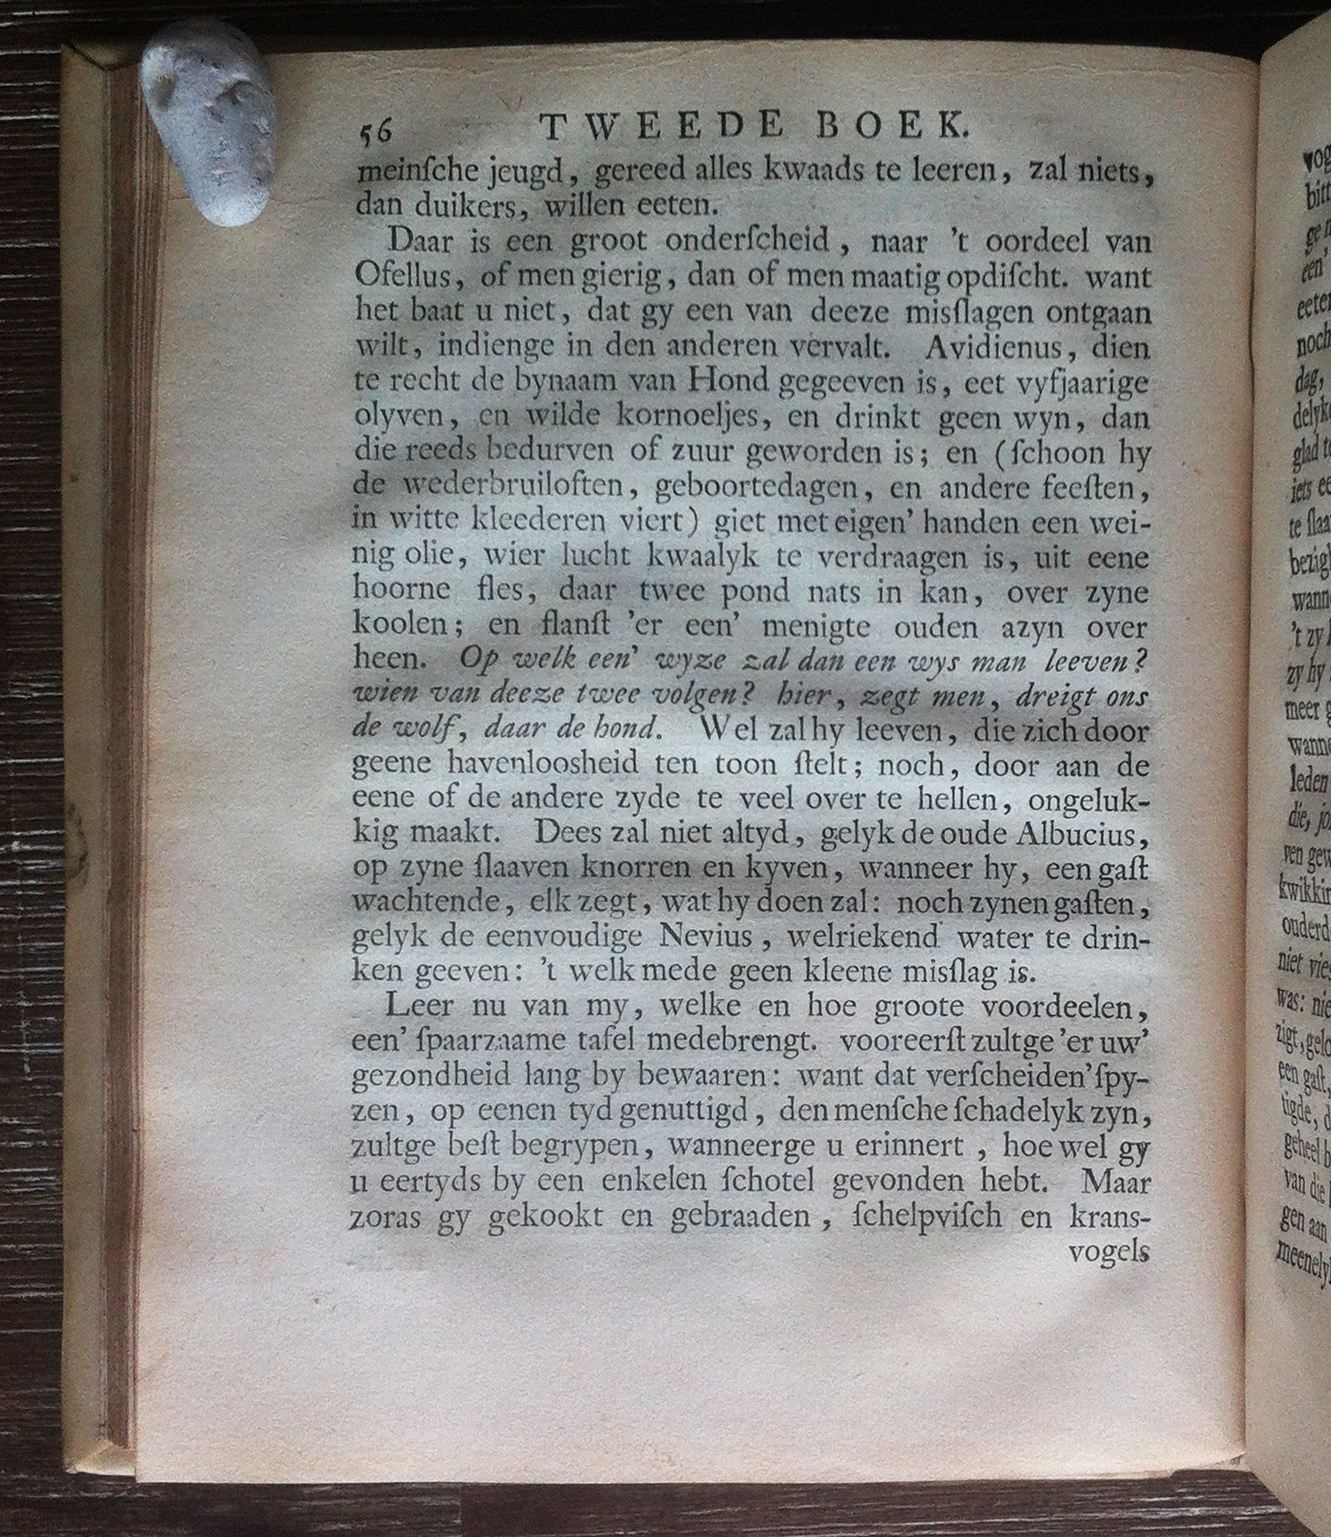 56 TWEEDE BOEK.
meinſche jeugd, gereed alles kwaads te leeren, zal niets,
dan duikers, willen eeten.
Daar is een groot onderſcheid, naar 't oordeel van
Ofellus, of men gierig, dan of men maatig opdiſcht. want
het baat u niet, dat gy een van deeze misſlagen ontgaan
wilt, indienge in den anderen vervalt. Avidienus, dien
te recht de bynaam van Hond gegeeven is, eet vyfjaarige
olyven, en wilde kornoeljes, en drinkt geen wyn, dan
die reeds bedurven of zuur geworden is; en (ſchoon hy
de wederbruiloften, geboortedagen, en andere feeſten,
in witte kleederen viert) giet met eigen' handen een wei-
nig olie, wier lucht kwaalyk te verdraagen is, uit eene
hoorne fles, daar twee pond nats in kan, over zyne
koolen; en flanſt 'er een' menigte ouden azyn over
heen. Op welk een' wyze zal dan een wys man leeven?
wien van deeze twee volgen? hier, zegt men, dreigt ons
de wolf, daar de hond. Wel zal hy leeven, die zich door
geene havenloosheid ten toon ſtelt; noch, door aan de
eene of de andere zyde te veel over te hellen, ongeluk-
kig maakt. Dees zal niet altyd, gelyk de oude Albucius,
op zyne ſlaaven knorren en kyven, wanneer hy, een gaſt
wachtende, elk zegt, wat hy doen zal: noch zynen gaſten,
gelyk de eenvoudige Nevius, welriekend water te drin-
ken geeven: 't welk mede geen kleene misſlag is.
Leer nu van my, welke en hoe groote voordeelen,
een' ſpaarzaame tafel medebrengt. vooreerſt zultge 'er uw'
gezondheid lang by bewaaren: want dat verſcheiden' ſpy-
zen, op eenen tyd genuttigd, den menſche ſchadelyk zyn,
zultge beſt begrypen, wanneerge u erinnert, hoe wel gy
u eertyds by een enkelen ſchotel gevonden hebt. Maar
zoras gy gekookt en gebraaden, ſchelpviſch en krans-
vogels